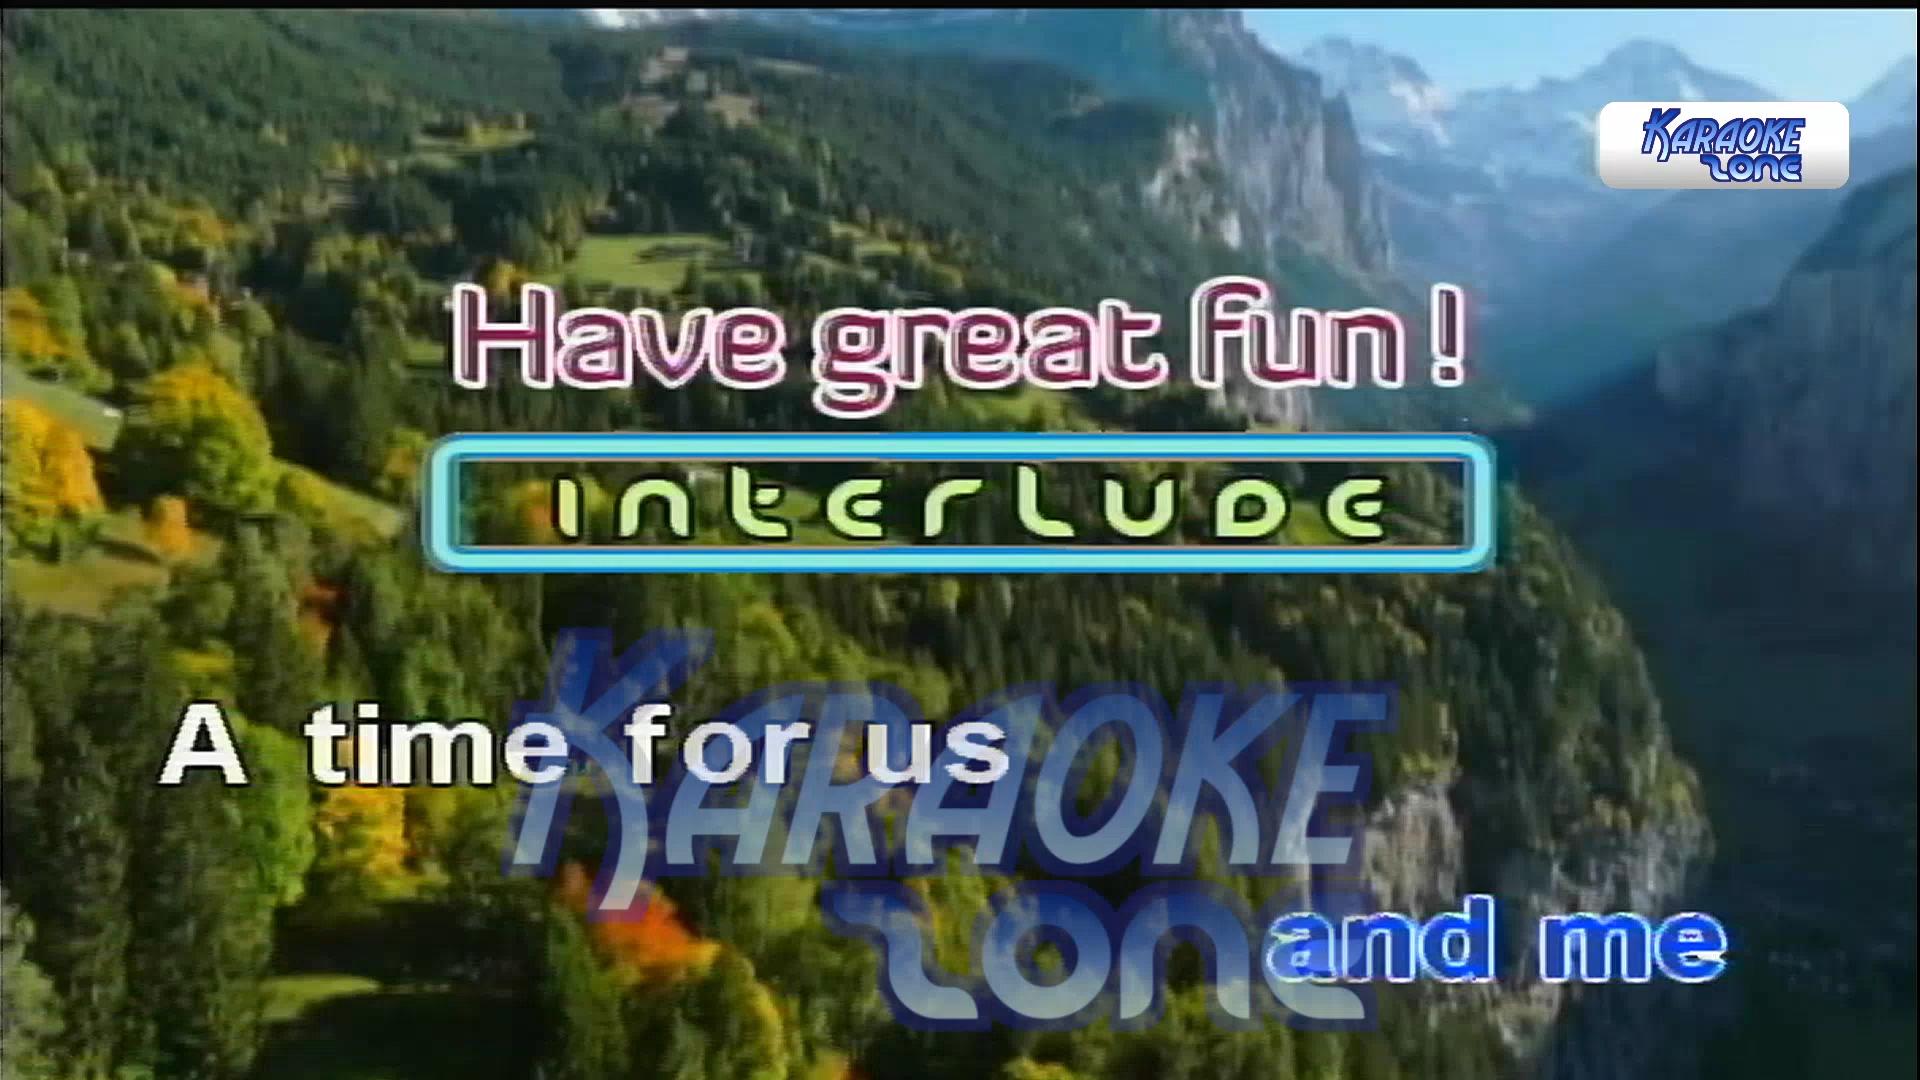 KARAOKE
ZONE
Have great fun !
INTERLUDE
A time for us
KARAOKE
ZONE
and me